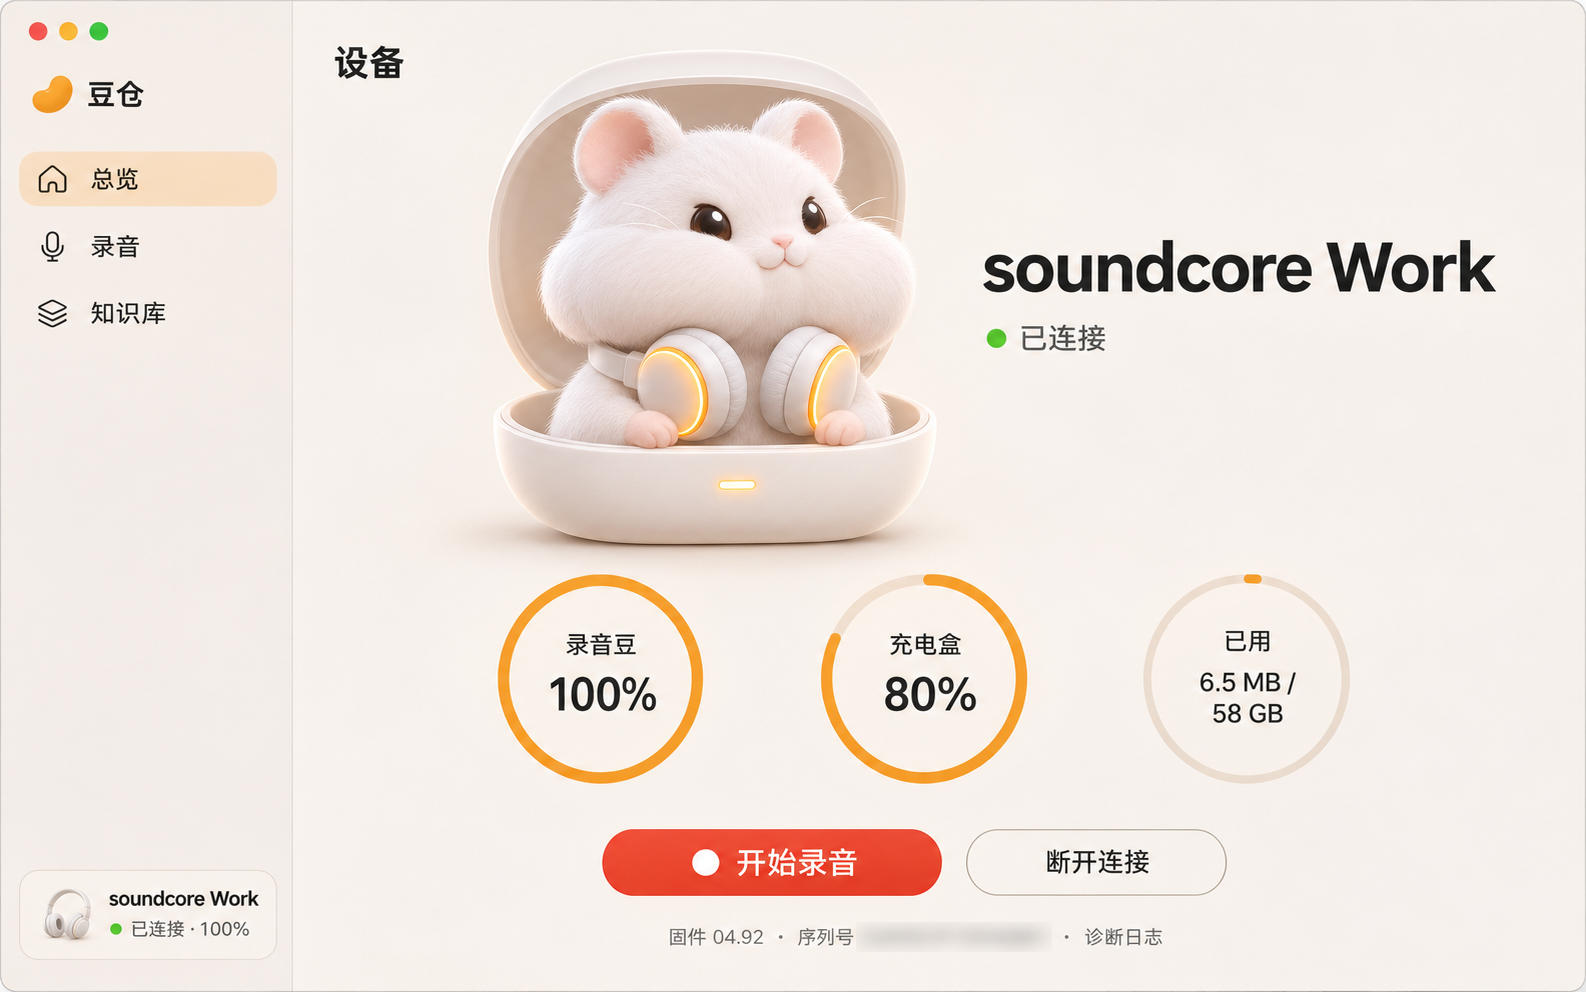 豆仓
总览
录音
知识库
soundcore Work
已连接 · 100%
设备
soundcore Work
已连接
录音豆
100%
充电盒
80%
已用
6.5 MB /
58 GB
开始录音
断开连接
固件 04.92 · 序列号 · 诊断日志